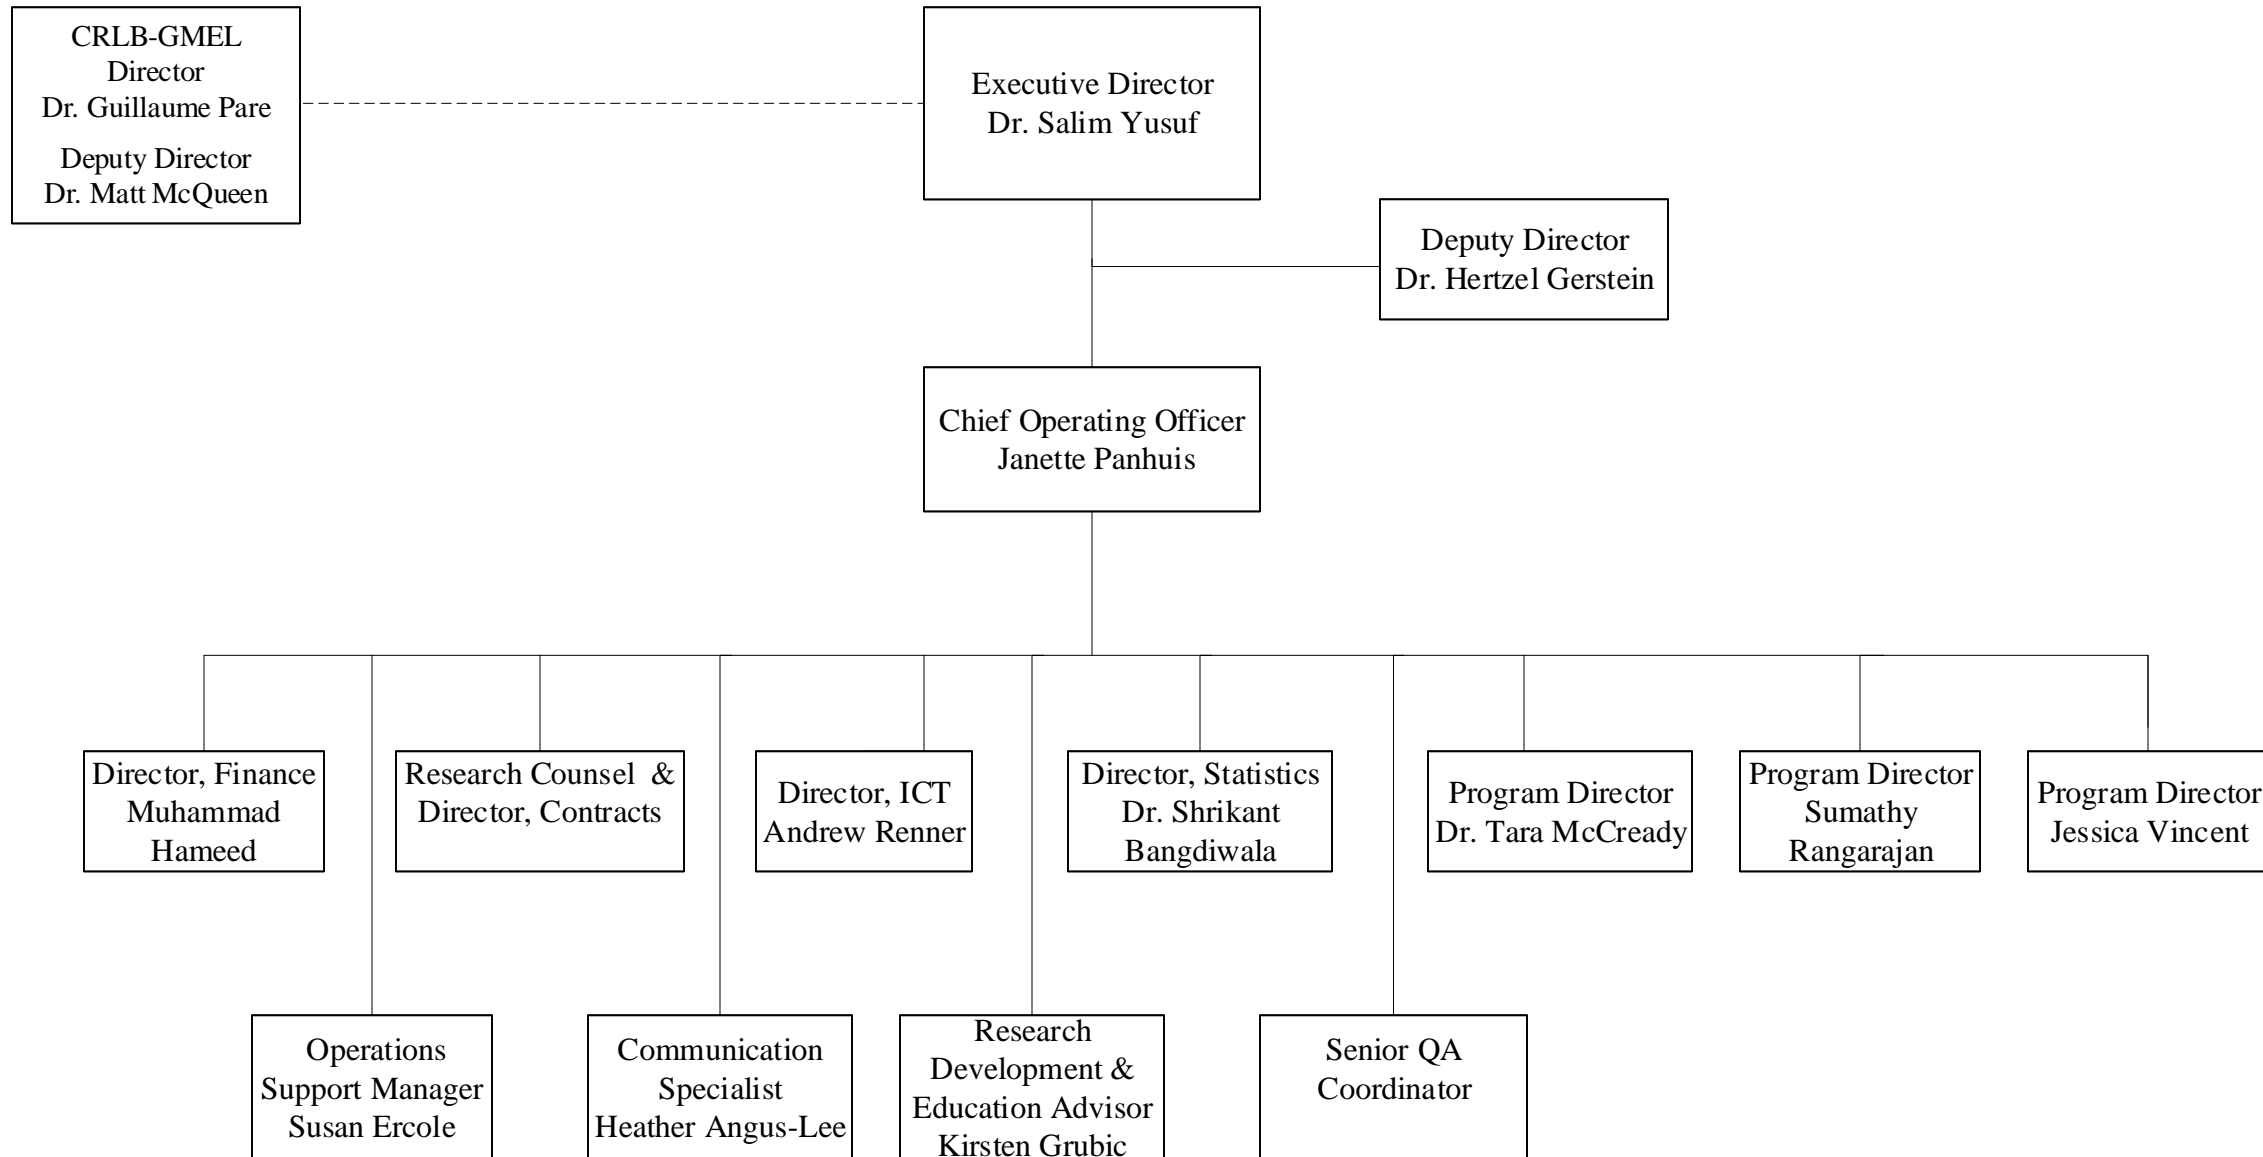 CRLB-GMEL
Director
Dr. Guillaume Pare
Deputy Director
Dr. Matt McQueen
Executive Director
Dr. Salim Yusuf
Deputy Director
Dr. Hertzel Gerstein
Chief Operating Officer
Janette Panhuis
Director, Finance
Muhammad
Hameed
Research Counsel &
Director, Contracts
Director, ICT
Andrew Renner
Director, Statistics
Dr. Shrikant
Bangdiwala
Program Director
Dr. Tara McCready
Program Director
Sumathy
Rangarajan
Program Director
Jessica Vincent
Operations
Support Manager
Susan Ercole
Communication
Specialist
Heather Angus-Lee
Research
Development &
Education Advisor
Kirsten Grubic
Senior QA
Coordinator